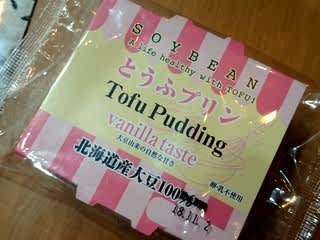 SOYBEAN
A life healthy with TOFU!
とうふプリン
Tofu Pudding
vanilla taste
大豆由来の自然な甘さ
北海道産大豆100%
卵・乳不使用
18.11.2